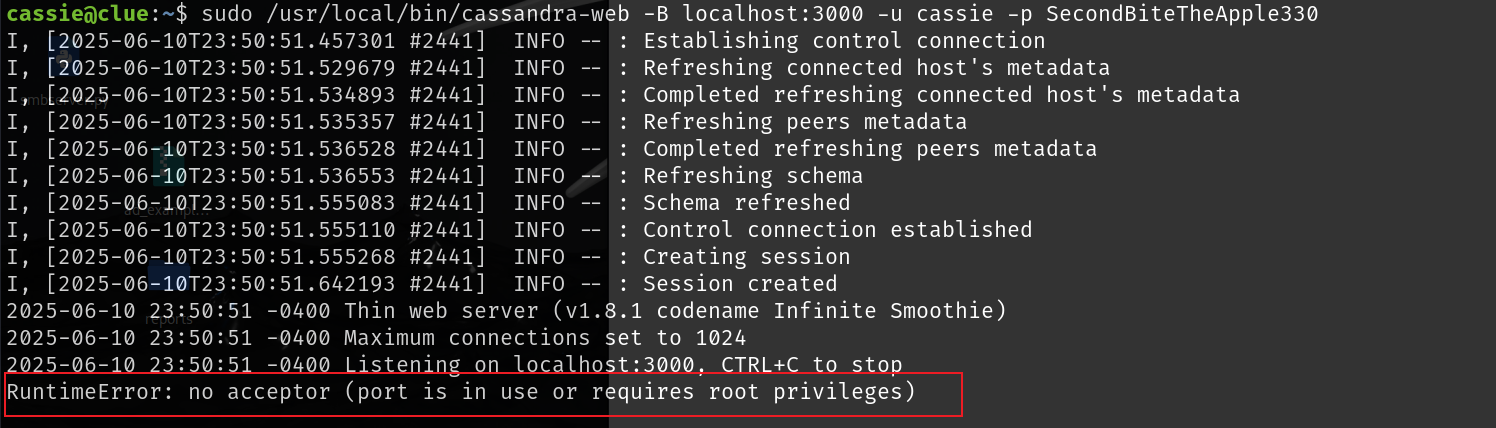 cassie@clue:~$ sudo /usr/local/bin/cassandra-web -B localhost:3000 -u cassie -p SecondBiteTheApple330
I, [2025-06-10T23:50:51.457301 #2441]  INFO -- : Establishing control connection
I, [2025-06-10T23:50:51.529679 #2441]  INFO -- : Refreshing connected host's metadata
I, [2025-06-10T23:50:51.534893 #2441]  INFO -- : Completed refreshing connected host's metadata
I, [2025-06-10T23:50:51.535357 #2441]  INFO -- : Refreshing peers metadata
I, [2025-06-10T23:50:51.536528 #2441]  INFO -- : Completed refreshing peers metadata
I, [2025-06-10T23:50:51.536553 #2441]  INFO -- : Refreshing schema
I, [2025-06-10T23:50:51.555083 #2441]  INFO -- : Schema refreshed
I, [2025-06-10T23:50:51.555110 #2441]  INFO -- : Control connection established
I, [2025-06-10T23:50:51.555268 #2441]  INFO -- : Creating session
I, [2025-06-10T23:50:51.642193 #2441]  INFO -- : Session created
2025-06-10 23:50:51 -0400 Thin web server (v1.8.1 codename Infinite Smoothie)
2025-06-10 23:50:51 -0400 Maximum connections set to 1024
2025-06-10 23:50:51 -0400 Listening on localhost:3000, CTRL+C to stop
RuntimeError: no acceptor (port is in use or requires root privileges)
reports